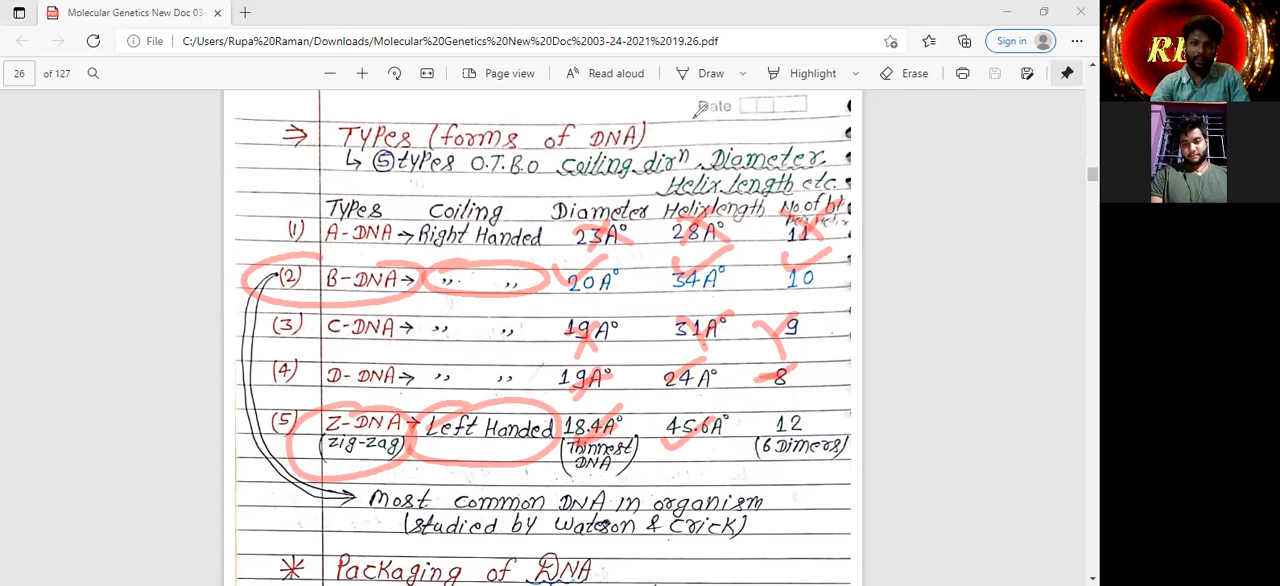 Molecular Genetics New Doc 03-
File C:/Users/Rupa%20Raman/Downloads/Molecular%20Genetics%20New%20Doc%2003-24-2021%2019.26.pdf
Sign in
26 of 127
Page view
Read aloud
Draw
Highlight
Erase
Date
⇒ TYPes (forms of DNA)
↳ ⑤ types O.T.B.O coiling dirⁿ, Diameter,
Helix length etc.
Types Coiling Diameter Helix length No. of bp
per Helix
(1) A-DNA → Right Handed 23A° 28A° 11
(2) B-DNA → ,, ,, 20A° 34A° 10
(3) C-DNA → ,, ,, 19A° 31A° 9
(4) D-DNA → ,, ,, 19A° 24A° 8
(5) Z-DNA → Left Handed 18.4A° 45.6A° 12
(zig-zag) (Thinnest DNA) (6 Dimers)
Most common DNA in organism
(studied by Watson & Crick)
* Packaging of DNA